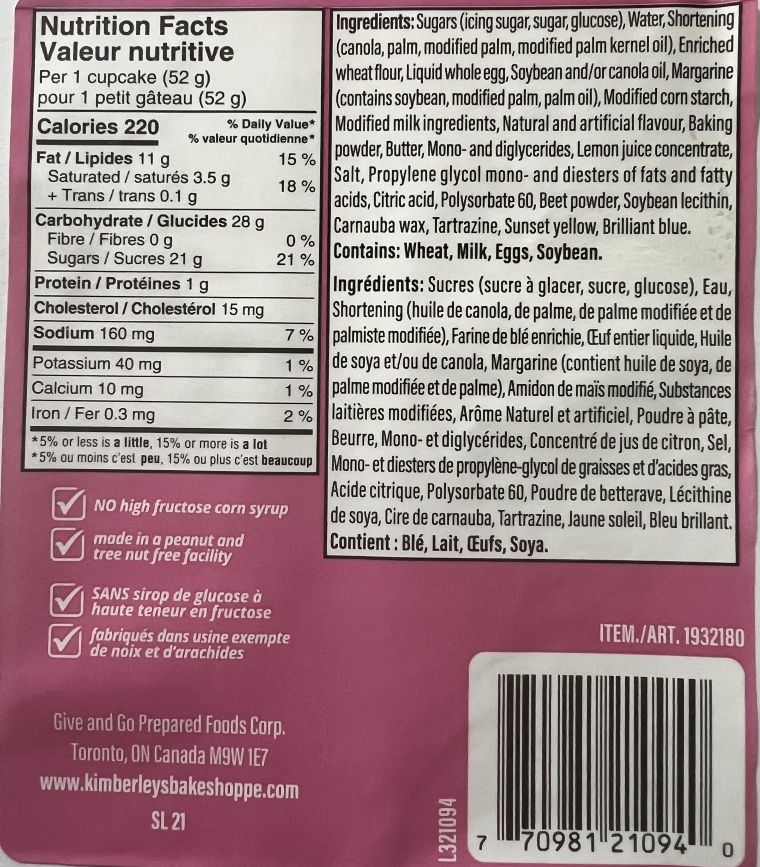 Nutrition Facts
Valeur nutritive
Per 1 cupcake (52 g)
pour 1 petit gâteau (52 g)
Calories 220
% Daily Value*
% valeur quotidienne*
Fat / Lipides 11 g 15 %
Saturated / saturés 3.5 g
+ Trans / trans 0.1 g
18 %
Carbohydrate / Glucides 28 g
Fibre / Fibres 0 g 0 %
Sugars / Sucres 21 g 21 %
Protein / Protéines 1 g
Cholesterol / Cholestérol 15 mg
Sodium 160 mg 7 %
Potassium 40 mg 1 %
Calcium 10 mg 1 %
Iron / Fer 0.3 mg 2 %
*5% or less is a little, 15% or more is a lot
*5% ou moins c'est peu, 15% ou plus c'est beaucoup
Ingredients: Sugars (icing sugar, sugar, glucose), Water, Shortening
(canola, palm, modified palm, modified palm kernel oil), Enriched
wheat flour, Liquid whole egg, Soybean and/or canola oil, Margarine
(contains soybean, modified palm, palm oil), Modified corn starch,
Modified milk ingredients, Natural and artificial flavour, Baking
powder, Butter, Mono- and diglycerides, Lemon juice concentrate,
Salt, Propylene glycol mono- and diesters of fats and fatty
acids, Citric acid, Polysorbate 60, Beet powder, Soybean lecithin,
Carnauba wax, Tartrazine, Sunset yellow, Brilliant blue.
Contains: Wheat, Milk, Eggs, Soybean.
Ingrédients: Sucres (sucre à glacer, sucre, glucose), Eau,
Shortening (huile de canola, de palme, de palme modifiée et de
palmiste modifiée), Farine de blé enrichie, Œuf entier liquide, Huile
de soya et/ou de canola, Margarine (contient huile de soya, de
palme modifiée et de palme), Amidon de maïs modifié, Substances
laitières modifiées, Arôme Naturel et artificiel, Poudre à pâte,
Beurre, Mono- et diglycérides, Concentré de jus de citron, Sel,
Mono- et diesters de propylène-glycol de graisses et d'acides gras,
Acide citrique, Polysorbate 60, Poudre de betterave, Lécithine
de soya, Cire de carnauba, Tartrazine, Jaune soleil, Bleu brillant.
Contient : Blé, Lait, Œufs, Soya.
NO high fructose corn syrup
made in a peanut and
tree nut free facility
SANS sirop de glucose à
haute teneur en fructose
fabriqués dans usine exempte
de noix et d'arachides
Give and Go Prepared Foods Corp.
Toronto, ON Canada M9W 1E7
www.kimberleysbakeshoppe.com
SL 21
ITEM./ART. 1932180
L321094
7 70981 21094 0